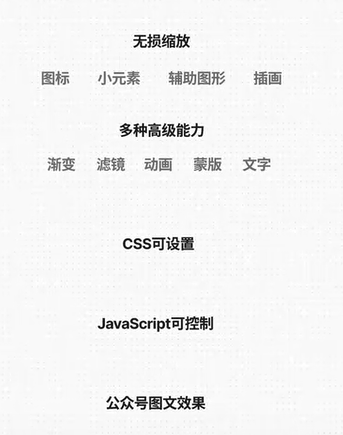 无损缩放
图标 小元素 辅助图形 插画
多种高级能力
渐变 滤镜 动画 蒙版 文字
CSS可设置
JavaScript可控制
公众号图文效果